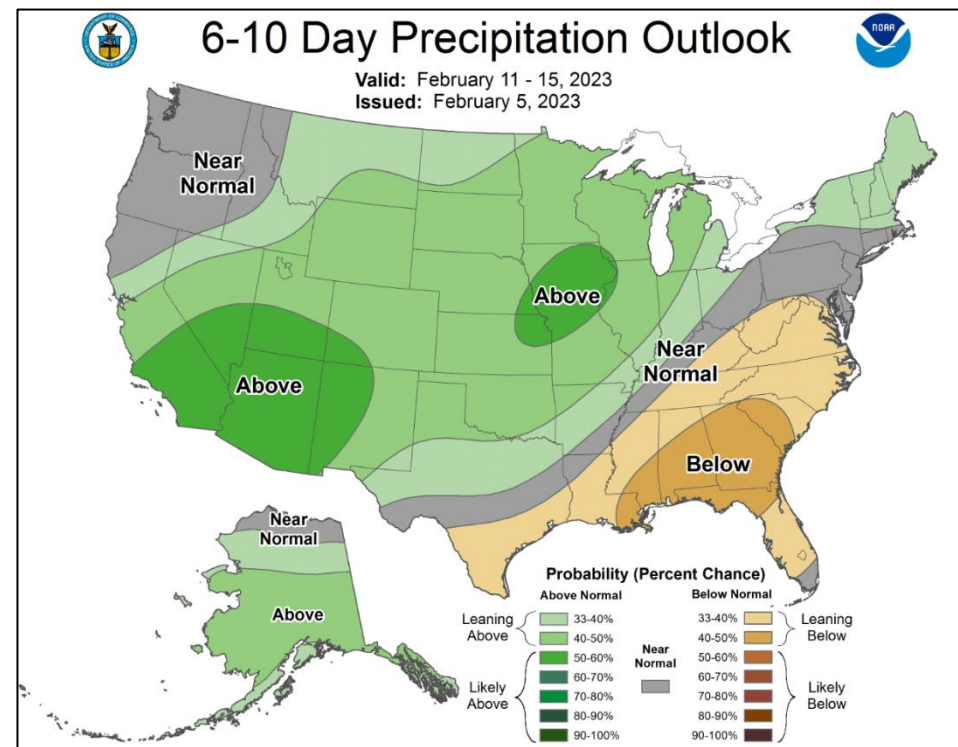 6-10 Day Precipitation Outlook
NOAA
Valid: February 11 - 15, 2023
Issued: February 5, 2023
Near
Normal
Above
Above
Near
Normal
Below
Near
Normal
Above
Probability (Percent Chance)
Above Normal Below Normal
Leaning
Above
33-40%
40-50%
Likely
Above
50-60%
60-70%
70-80%
80-90%
90-100%
Near
Normal
33-40%
40-50%
Leaning
Below
50-60%
60-70%
70-80%
80-90%
90-100%
Likely
Below